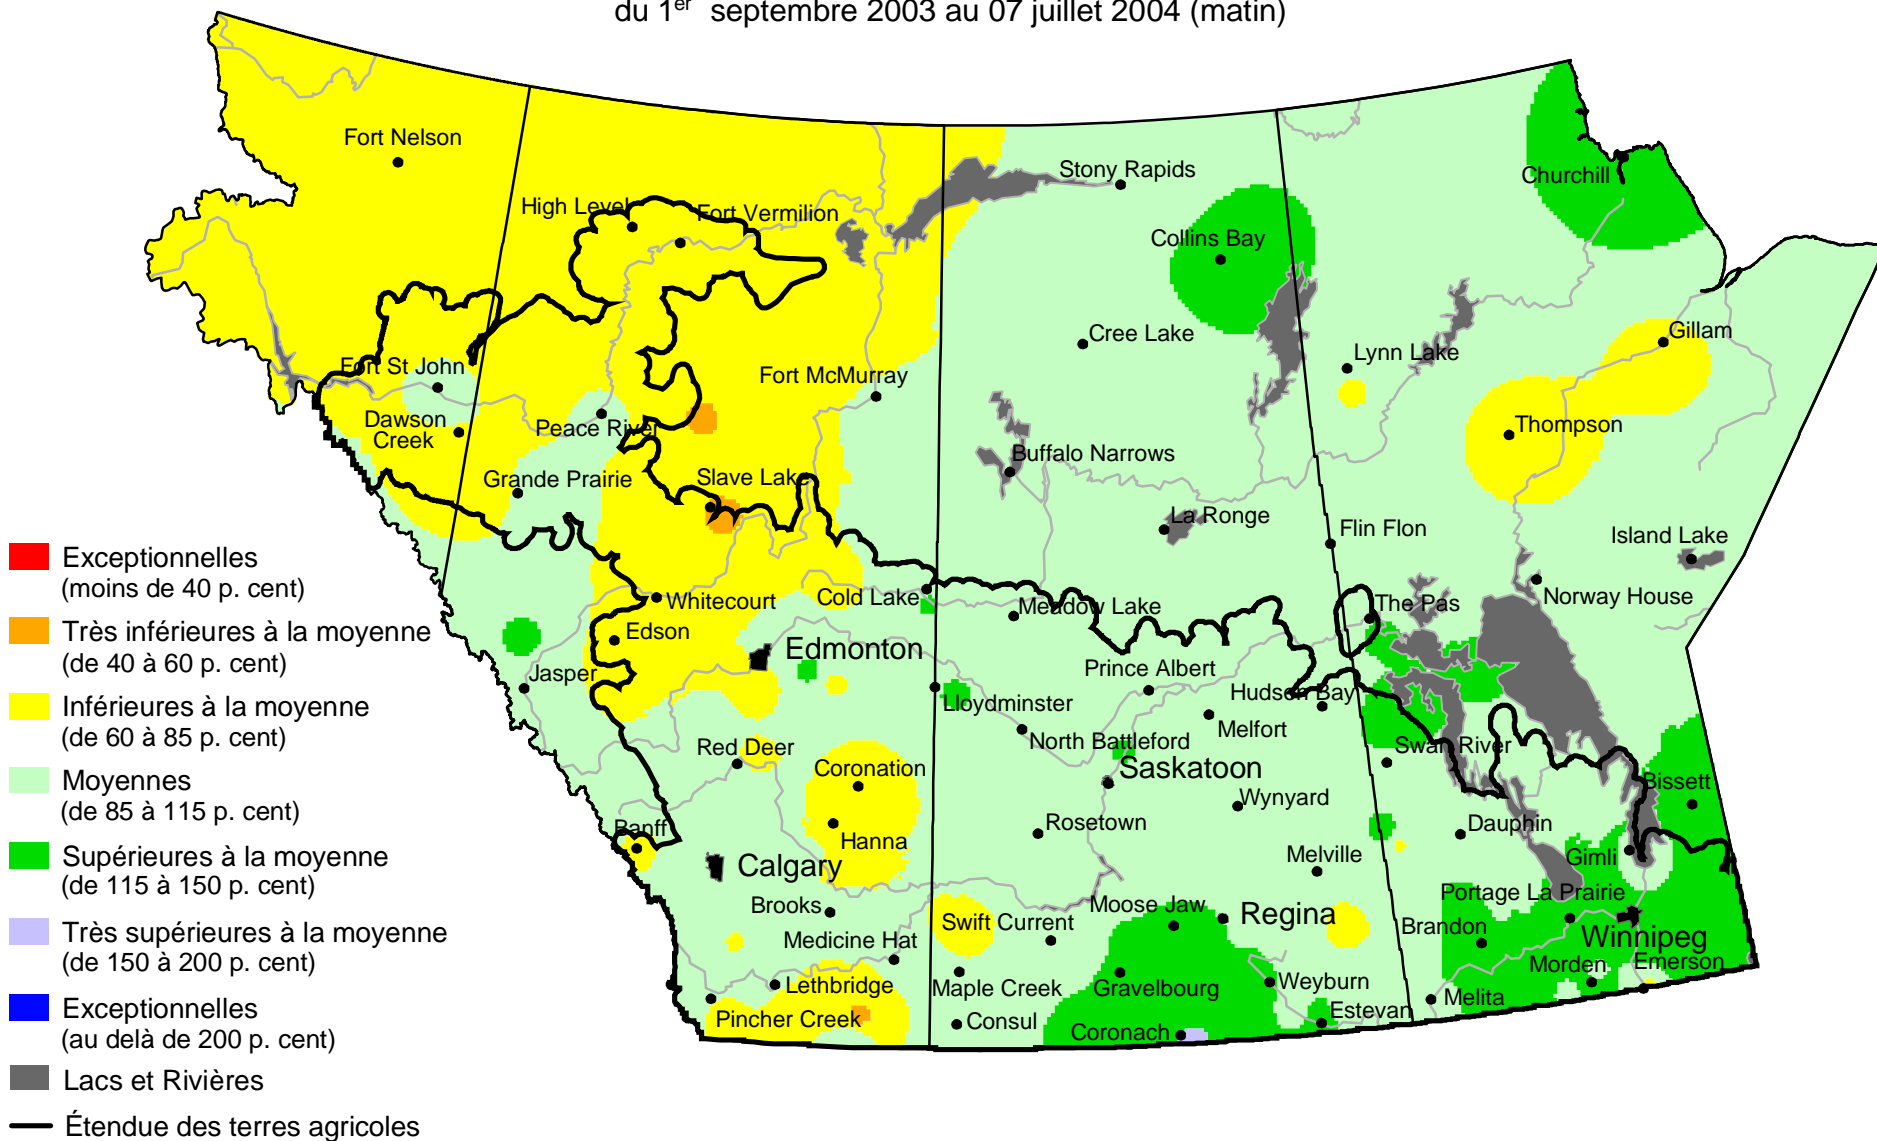 du 1er septembre 2003 au 07 juillet 2004 (matin)
Fort Nelson
Stony Rapids
Churchill
High Level
Fort Vermilion
Collins Bay
Cree Lake
Gillam
Lynn Lake
Fort St John
Fort McMurray
Dawson
Creek
Peace River
Thompson
Buffalo Narrows
Grande Prairie
Slave Lake
La Ronge
Flin Flon
Island Lake
Cold Lake
Meadow Lake
The Pas
Norway House
Whitecourt
Edson
Edmonton
Jasper
Prince Albert
Hudson Bay
Lloydminster
Melfort
North Battleford
Swan River
Red Deer
Coronation
Saskatoon
Bissett
Wynyard
Banff
Hanna
Rosetown
Dauphin
Calgary
Melville
Gimli
Portage La Prairie
Brooks
Moose Jaw
Regina
Swift Current
Brandon
Winnipeg
Medicine Hat
Morden
Emerson
Lethbridge
Maple Creek
Gravelbourg
Weyburn
Melita
Pincher Creek
Consul
Coronach
Estevan
Exceptionnelles
(moins de 40 p. cent)
Très inférieures à la moyenne
(de 40 à 60 p. cent)
Inférieures à la moyenne
(de 60 à 85 p. cent)
Moyennes
(de 85 à 115 p. cent)
Supérieures à la moyenne
(de 115 à 150 p. cent)
Très supérieures à la moyenne
(de 150 à 200 p. cent)
Exceptionnelles
(au delà de 200 p. cent)
Lacs et Rivières
Étendue des terres agricoles